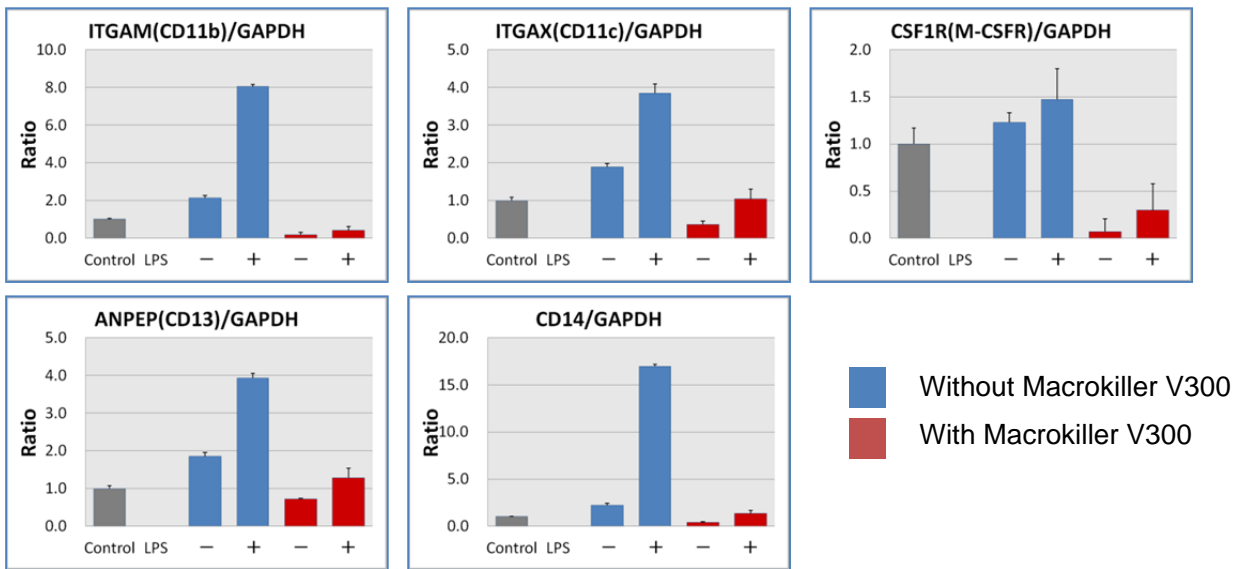 ITGAM(CD11b)/GAPDH
Ratio
10.0
8.0
6.0
4.0
2.0
0.0
Control LPS − + − +
ITGAX(CD11c)/GAPDH
Ratio
5.0
4.0
3.0
2.0
1.0
0.0
Control LPS − + − +
CSF1R(M-CSFR)/GAPDH
Ratio
2.0
1.5
1.0
0.5
0.0
Control LPS − + − +
ANPEP(CD13)/GAPDH
Ratio
5.0
4.0
3.0
2.0
1.0
0.0
Control LPS − + − +
CD14/GAPDH
Ratio
20.0
15.0
10.0
5.0
0.0
Control LPS − + − +
Without Macrokiller V300
With Macrokiller V300